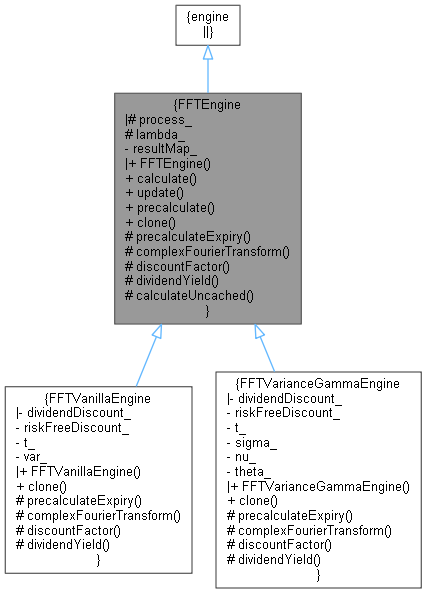 {engine
||}
{FFTEngine
|# process_
# lambda_
- resultMap_
|+ FFTEngine()
+ calculate()
+ update()
+ precalculate()
+ clone()
# precalculateExpiry()
# complexFourierTransform()
# discountFactor()
# dividendYield()
# calculateUncached()
}
{FFTVanillaEngine
|- dividendDiscount_
- riskFreeDiscount_
- t_
- var_
|+ FFTVanillaEngine()
+ clone()
# precalculateExpiry()
# complexFourierTransform()
# discountFactor()
# dividendYield()
}
{FFTVarianceGammaEngine
|- dividendDiscount_
- riskFreeDiscount_
- t_
- sigma_
- nu_
- theta_
|+ FFTVarianceGammaEngine()
+ clone()
# precalculateExpiry()
# complexFourierTransform()
# discountFactor()
# dividendYield()
}